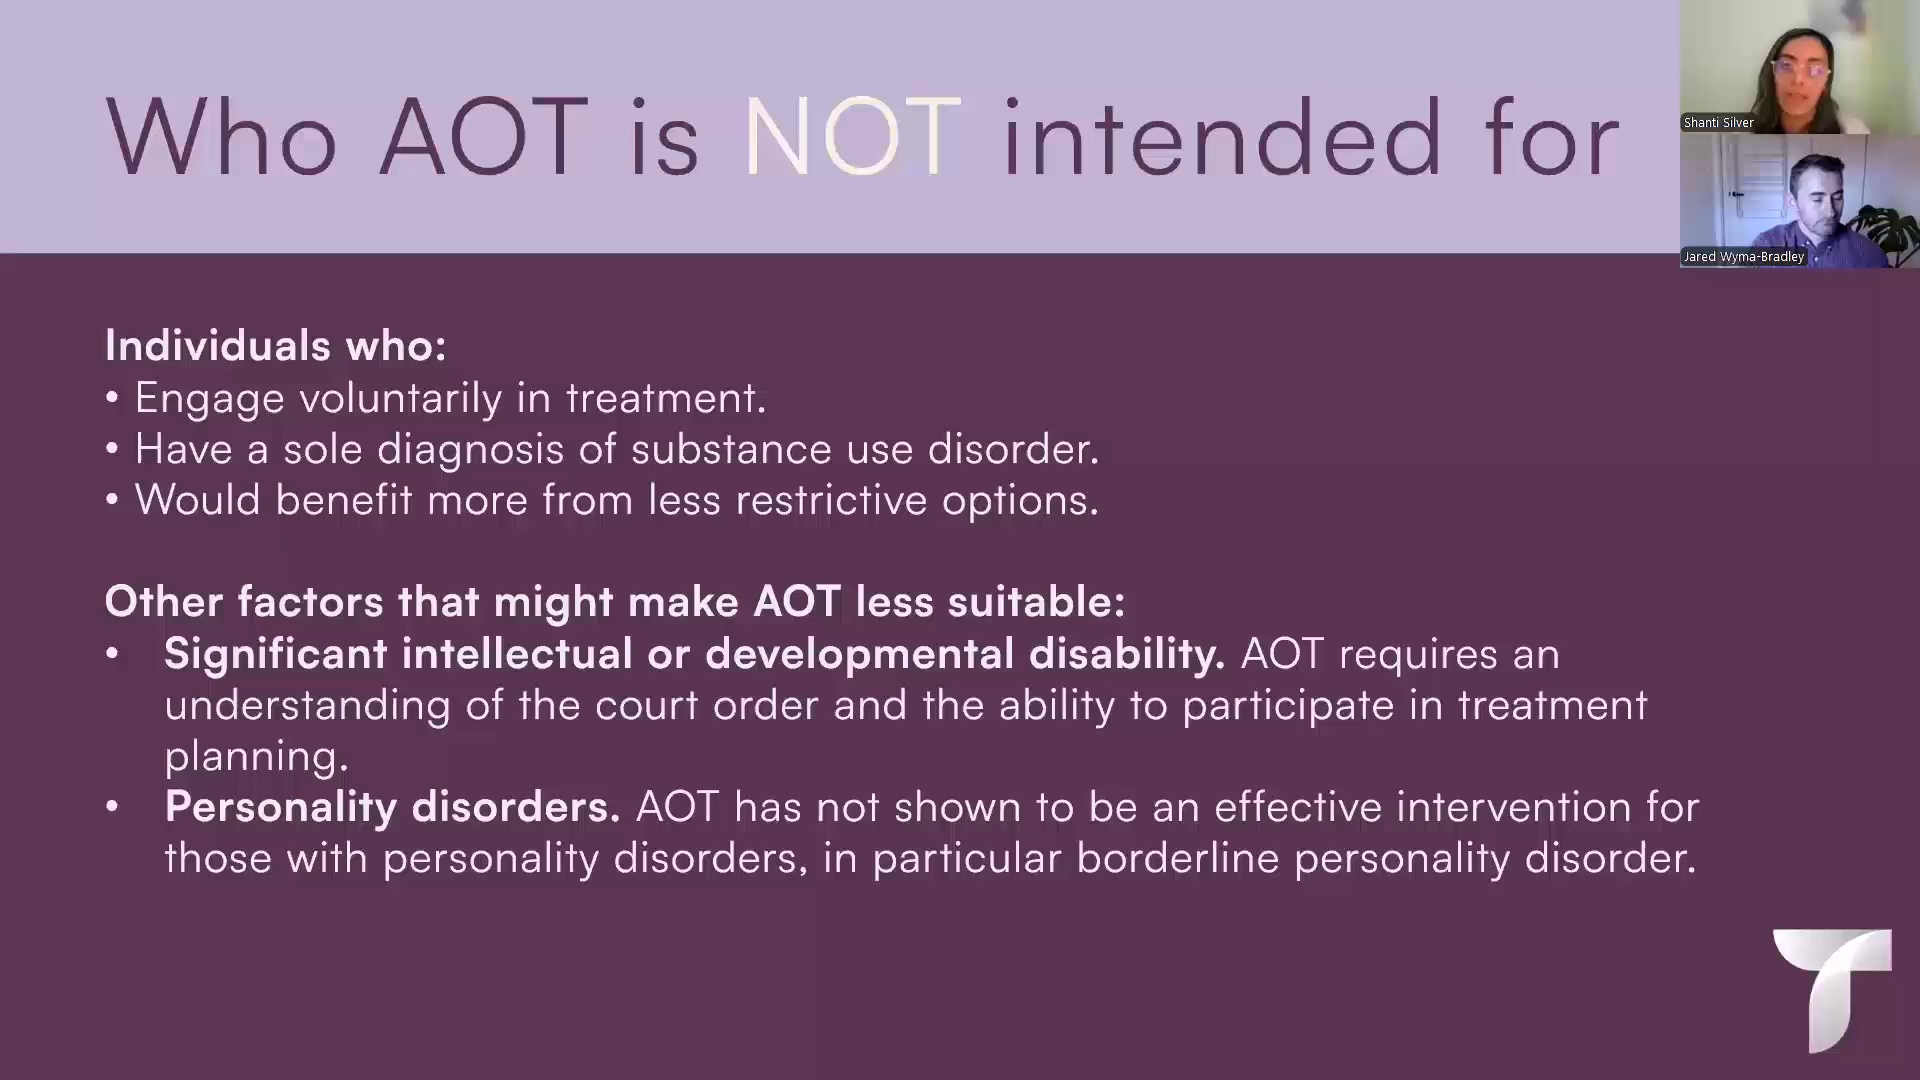 Who AOT is NOT intended for
Shanti Silver
Jared Wyma-Bradley
Individuals who:
• Engage voluntarily in treatment.
• Have a sole diagnosis of substance use disorder.
• Would benefit more from less restrictive options.
Other factors that might make AOT less suitable:
• Significant intellectual or developmental disability. AOT requires an
understanding of the court order and the ability to participate in treatment
planning.
• Personality disorders. AOT has not shown to be an effective intervention for
those with personality disorders, in particular borderline personality disorder.